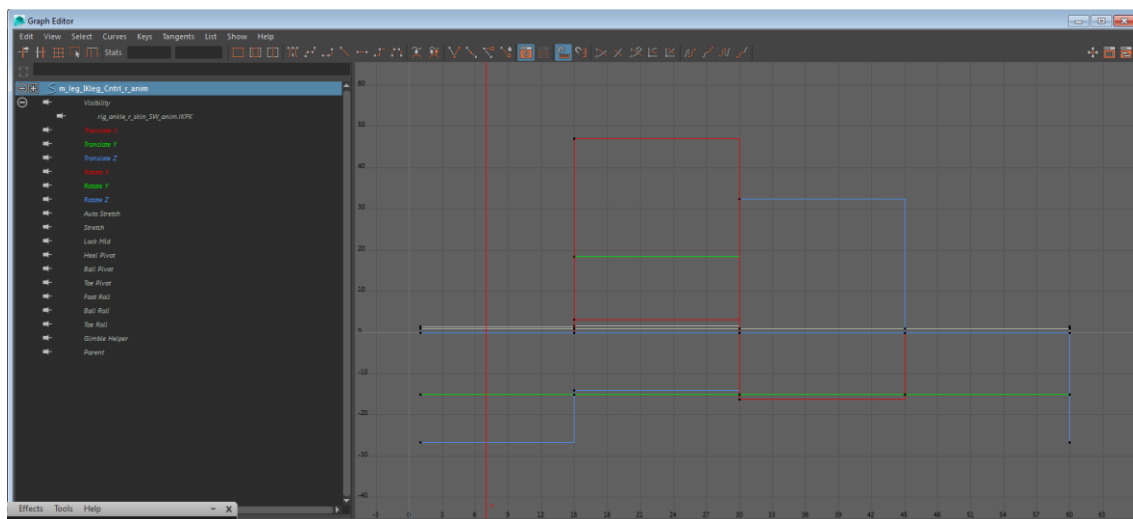 Graph Editor
Edit View Select Curves Keys Tangents List Show Help
Stats
m_leg_IKleg_Cntrl_r_anim
Visibility
rig_ankle_r_skin_SW_anim.IKFK
Translate X
Translate Y
Translate Z
Rotate X
Rotate Y
Rotate Z
Auto Stretch
Stretch
Lock Mid
Heel Pivot
Ball Pivot
Toe Pivot
Foot Roll
Ball Roll
Toe Roll
Gimble Helper
Parent
60
50
40
30
20
10
0
-10
-20
-30
-40
-3 0 3 6 9 12 15 18 21 24 27 30 33 36 39 42 45 48 51 54 57 60 63
Effects Tools Help - X